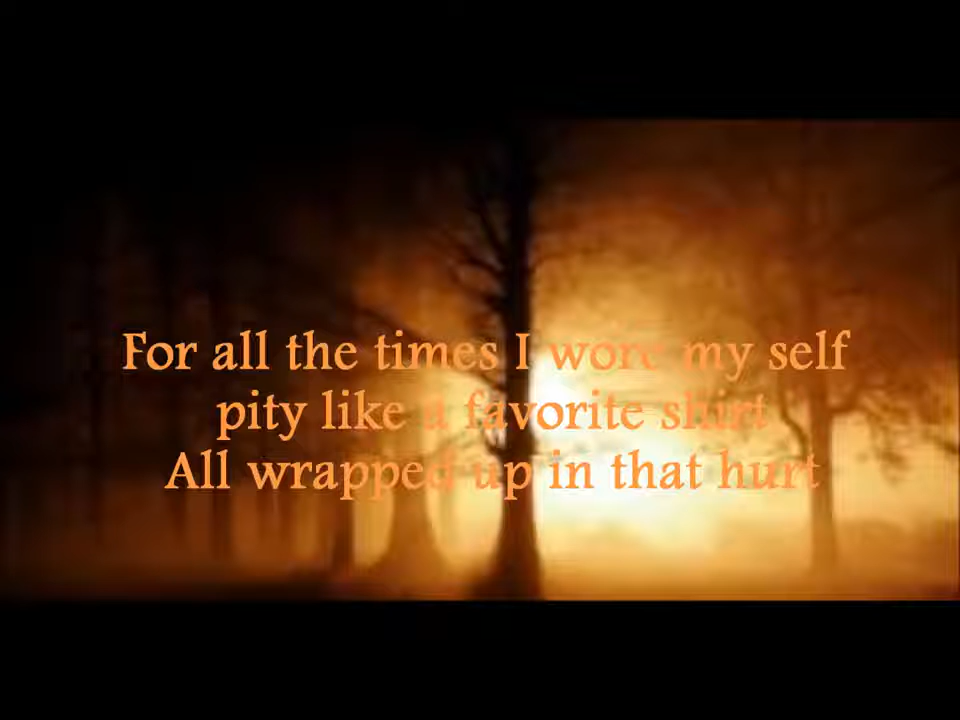 For all the times I wore my self
pity like a favorite shirt
All wrapped up in that hurt